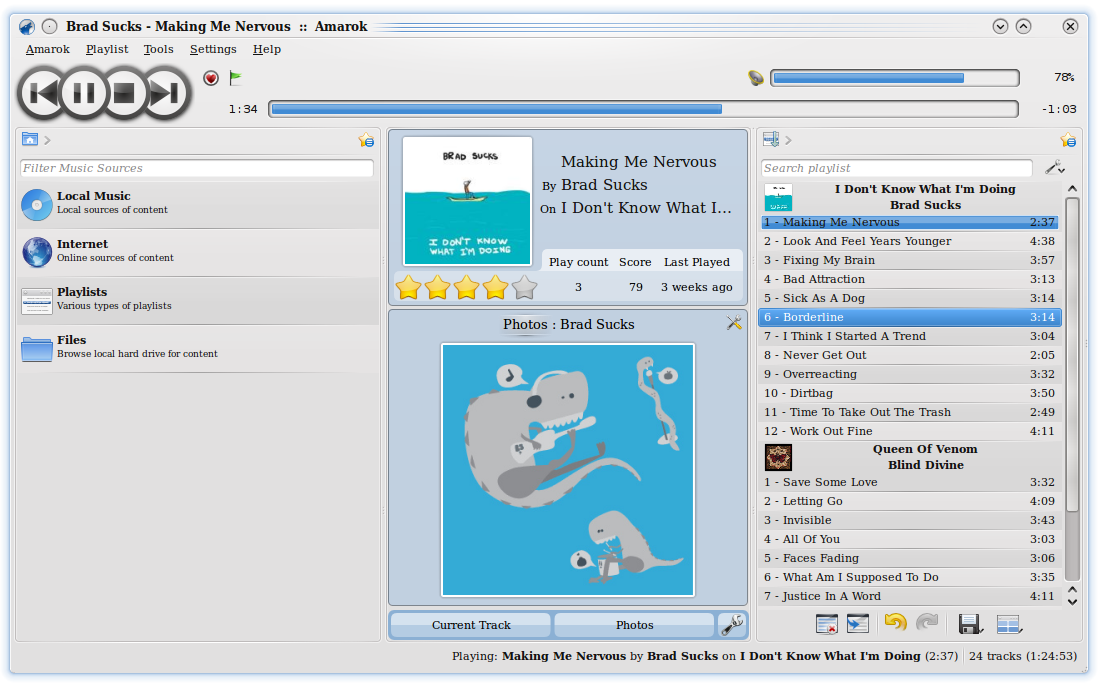 Brad Sucks - Making Me Nervous :: Amarok
Amarok Playlist Tools Settings Help
78%
1:34 -1:03
Filter Music Sources
Local Music
Local sources of content
Internet
Online sources of content
Playlists
Various types of playlists
Files
Browse local hard drive for content
BRAD SUCKS
I DON'T KNOW
WHAT I'M DOING
Making Me Nervous
By Brad Sucks
On I Don't Know What I...
Play count Score Last Played
3 79 3 weeks ago
Photos : Brad Sucks
Current Track Photos
Search playlist
I Don't Know What I'm Doing
Brad Sucks
1 - Making Me Nervous 2:37
2 - Look And Feel Years Younger 4:38
3 - Fixing My Brain 3:57
4 - Bad Attraction 3:13
5 - Sick As A Dog 3:14
6 - Borderline 3:14
7 - I Think I Started A Trend 3:04
8 - Never Get Out 2:05
9 - Overreacting 3:32
10 - Dirtbag 3:50
11 - Time To Take Out The Trash 2:49
12 - Work Out Fine 4:11
Queen Of Venom
Blind Divine
1 - Save Some Love 3:32
2 - Letting Go 4:09
3 - Invisible 3:43
4 - All Of You 3:03
5 - Faces Fading 3:06
6 - What Am I Supposed To Do 3:35
7 - Justice In A Word 4:11
Playing: Making Me Nervous by Brad Sucks on I Don't Know What I'm Doing (2:37) 24 tracks (1:24:53)